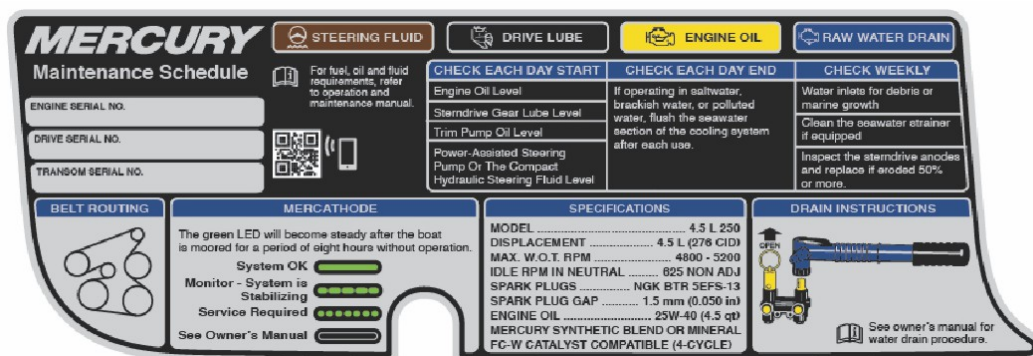 MERCURY
Maintenance Schedule
STEERING FLUID
DRIVE LUBE
ENGINE OIL
RAW WATER DRAIN
ENGINE SERIAL NO.
DRIVE SERIAL NO.
TRANSOM SERIAL NO.
For fuel, oil and fluid
requirements, refer
to operation and
maintenance manual.
CHECK EACH DAY START
Engine Oil Level
Sterndrive Gear Lube Level
Trim Pump Oil Level
Power-Assisted Steering
Pump Or The Compact
Hydraulic Steering Fluid Level
CHECK EACH DAY END
If operating in saltwater,
brackish water, or polluted
water, flush the seawater
section of the cooling system
after each use.
CHECK WEEKLY
Water inlets for debris or
marine growth
Clean the seawater strainer
if equipped
Inspect the sterndrive anodes
and replace if eroded 50%
or more.
BELT ROUTING
MERCATHODE
The green LED will become steady after the boat
is moored for a period of eight hours without operation.
System OK
Monitor - System is
Stabilizing
Service Required
See Owner's Manual
SPECIFICATIONS
MODEL ........................................ 4.5 L 250
DISPLACEMENT ................ 4.5 L (276 CID)
MAX. W.O.T. RPM .................... 4800 - 5200
IDLE RPM IN NEUTRAL ........ 625 NON ADJ
SPARK PLUGS ............ NGK BTR 5EFS-13
SPARK PLUG GAP ......... 1.5 mm (0.050 in)
ENGINE OIL .................... 25W-40 (4.5 qt)
MERCURY SYNTHETIC BLEND OR MINERAL
FC-W CATALYST COMPATIBLE (4-CYCLE)
DRAIN INSTRUCTIONS
OPEN
See owner's manual for
water drain procedure.